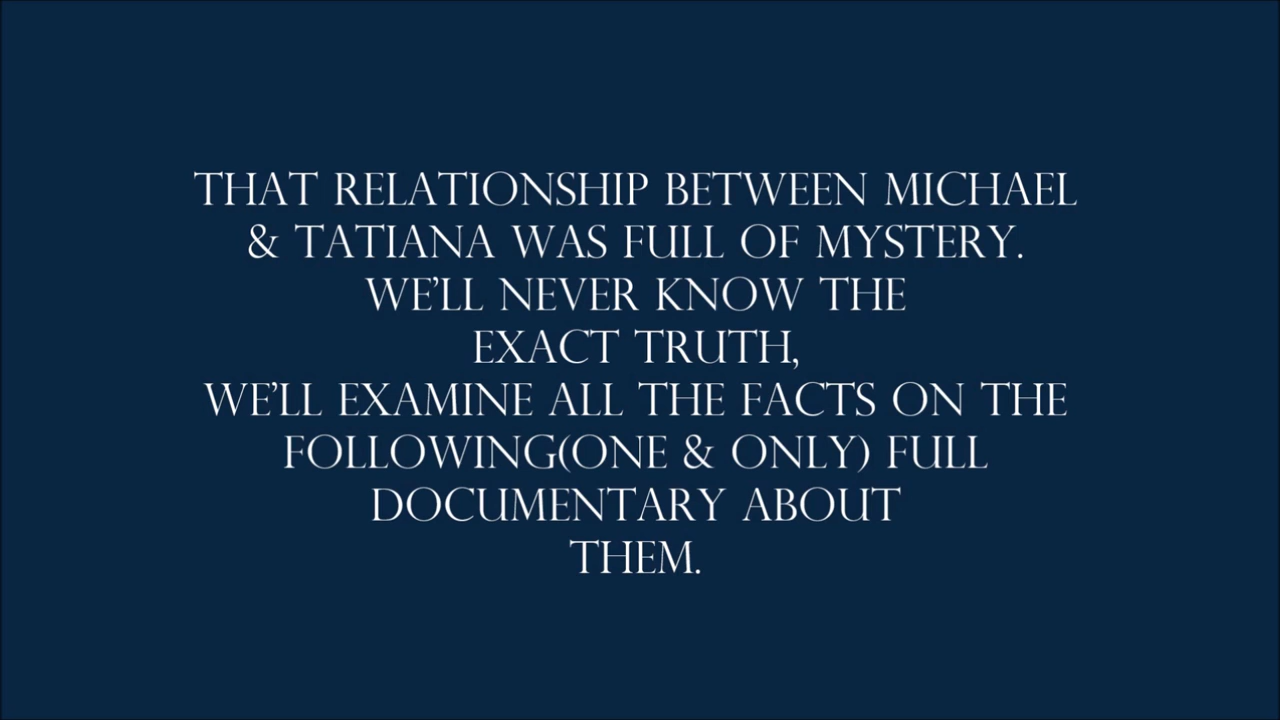 THAT RELATIONSHIP BETWEEN MICHAEL
& TATIANA WAS FULL OF MYSTERY.
WE'LL NEVER KNOW THE
EXACT TRUTH,
WE'LL EXAMINE ALL THE FACTS ON THE
FOLLOWING(ONE & ONLY) FULL
DOCUMENTARY ABOUT
THEM.